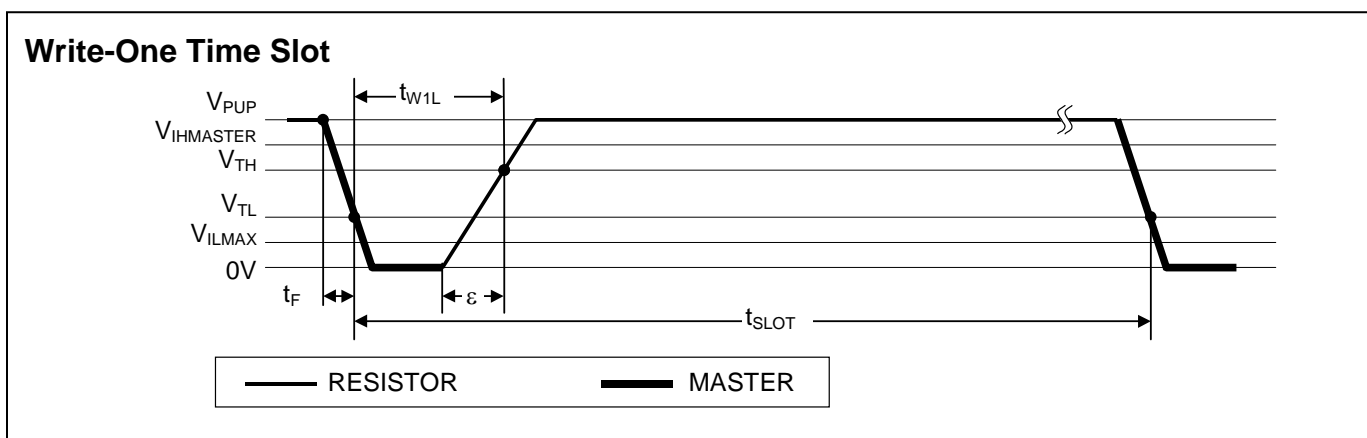 Write-One Time Slot
tW1L
VPUP
VIHMASTER
VTH
VTL
VILMAX
0V
tF
ε
tSLOT
RESISTOR
MASTER